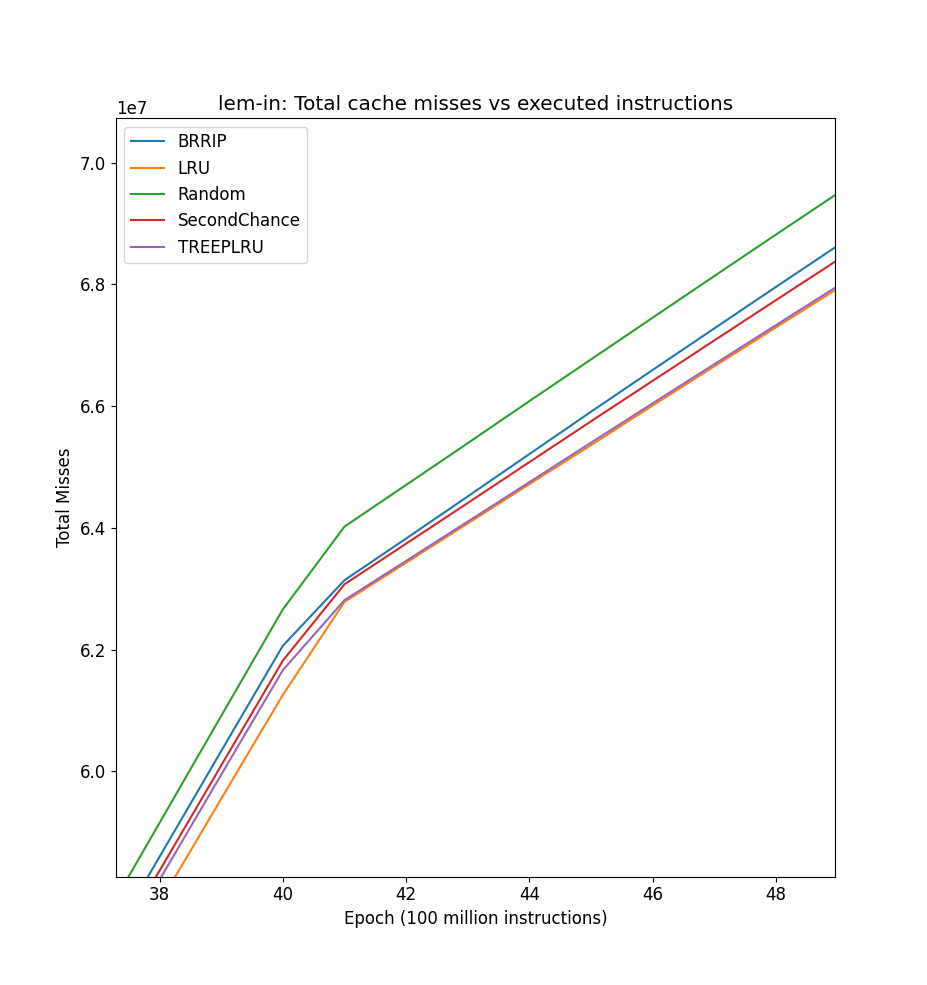 lem-in: Total cache misses vs executed instructions
1e7
BRRIP
LRU
Random
SecondChance
TREEPLRU
7.0
6.8
6.6
6.4
6.2
6.0
Total Misses
38 40 42 44 46 48
Epoch (100 million instructions)